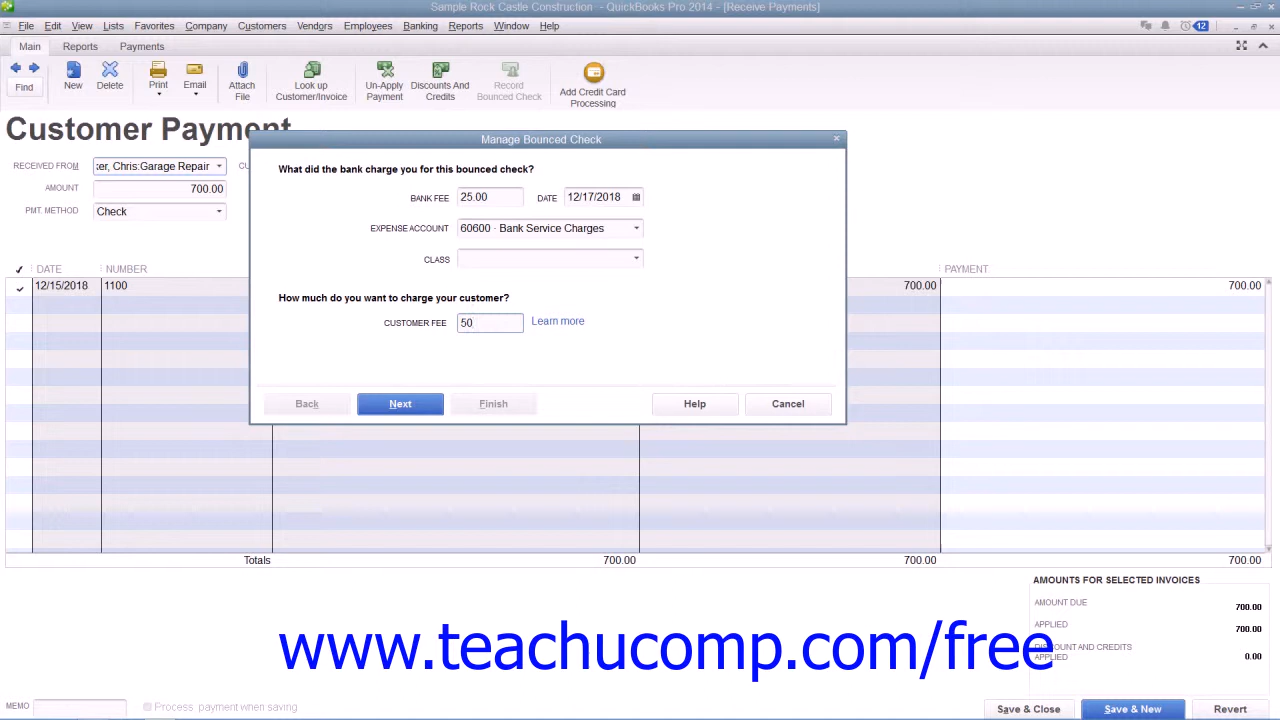 Sample Rock Castle Construction - QuickBooks Pro 2014 - [Receive Payments]
File Edit View Lists Favorites Company Customers Vendors Employees Banking Reports Window Help
12
Main Reports Payments
Find New Delete Print Email Attach File Look up Customer/Invoice Un-Apply Payment Discounts And Credits Record Bounced Check Add Credit Card Processing
Customer Payment
Manage Bounced Check
RECEIVED FROM er, Chris:Garage Repair CU
AMOUNT 700.00
PMT. METHOD Check
What did the bank charge you for this bounced check?
BANK FEE 25.00 DATE 12/17/2018
EXPENSE ACCOUNT 60600 · Bank Service Charges
CLASS
How much do you want to charge your customer?
CUSTOMER FEE 50 Learn more
Back Next Finish Help Cancel
DATE NUMBER PAYMENT
12/15/2018 1100 700.00 700.00
Totals 700.00 700.00 700.00
AMOUNTS FOR SELECTED INVOICES
AMOUNT DUE 700.00
APPLIED 700.00
DISCOUNT AND CREDITS APPLIED 0.00
www.teachucomp.com/free
MEMO Process payment when saving
Save & Close Save & New Revert